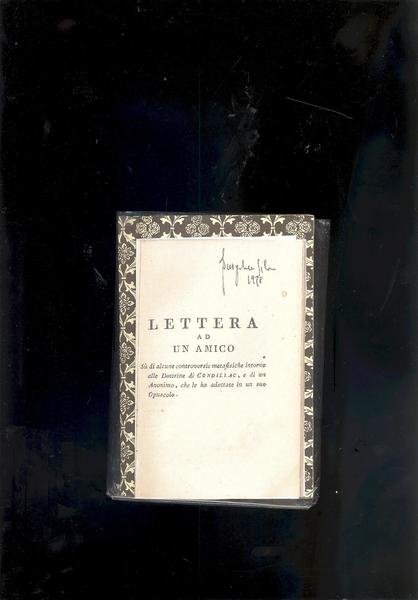 LETTERA
AD
UN AMICO
Sù di alcune controversie metafisiche intorno
alle Dottrine di CONDILLAC, e di un
Anonimo, che le ha adottate in un suo
Opuscolo.